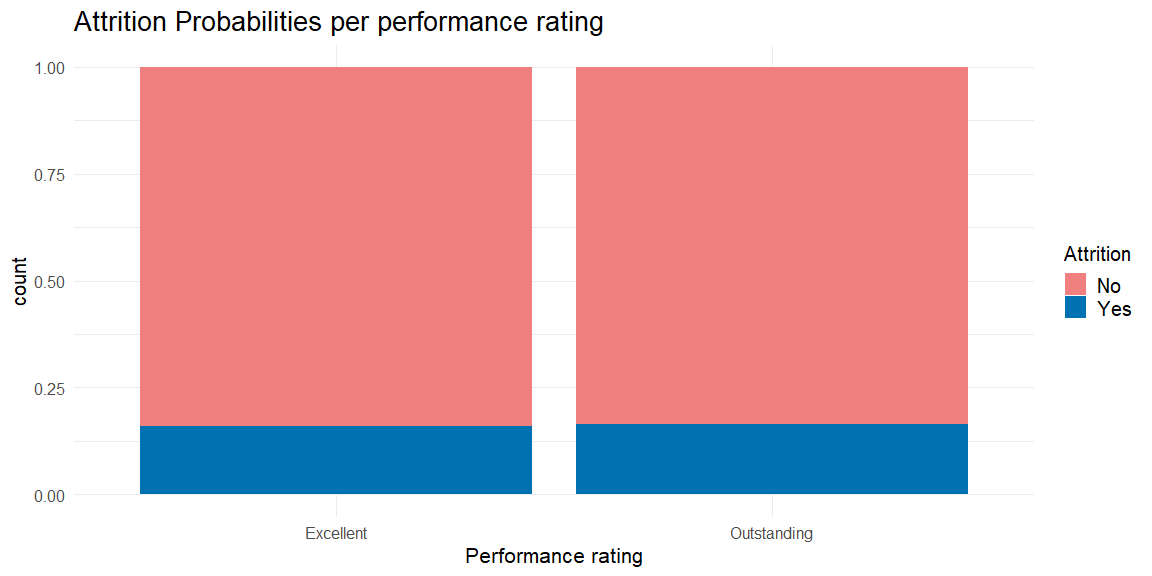 Attrition Probabilities per performance rating
count
1.00
0.75
0.50
0.25
0.00
Excellent
Outstanding
Performance rating
Attrition
No
Yes